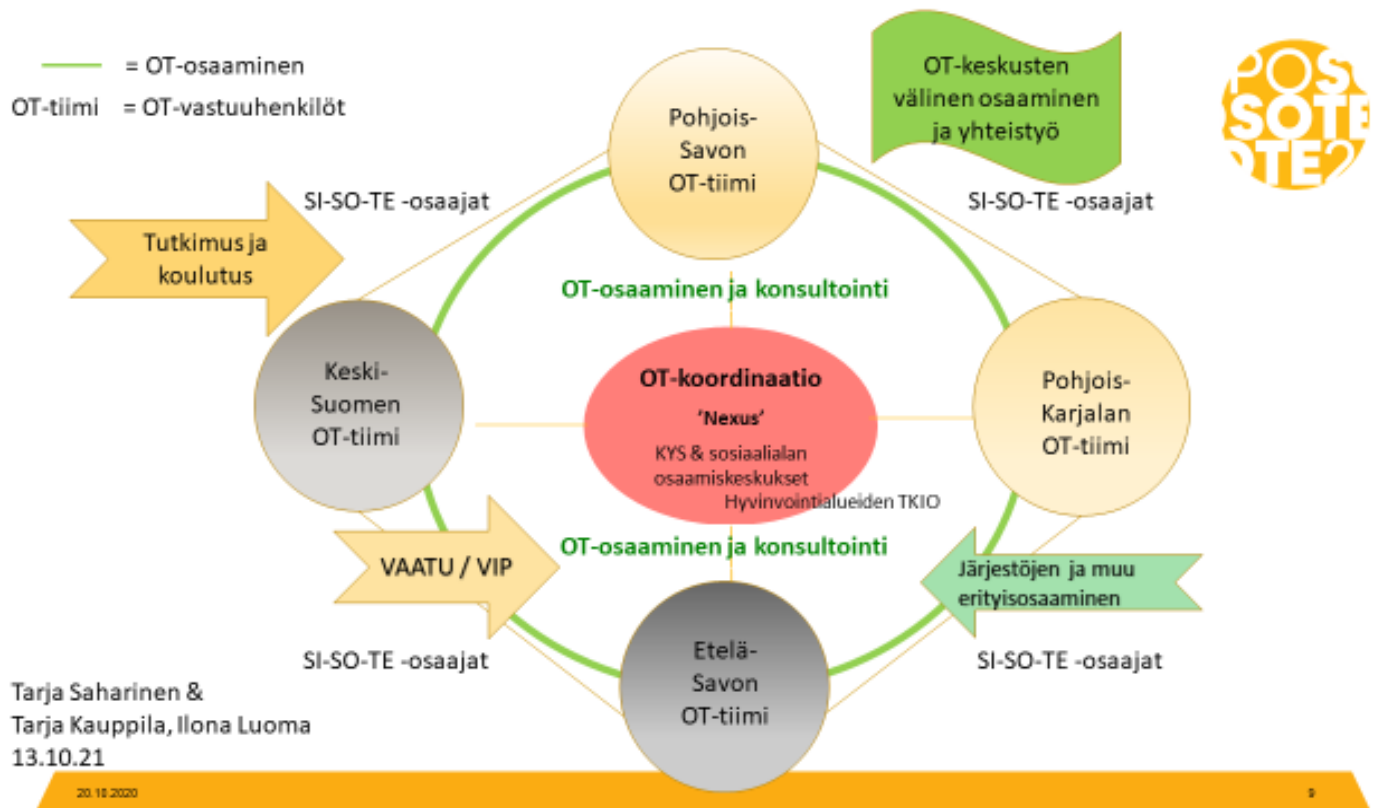 = OT-osaaminen
OT-tiimi = OT-vastuuhenkilöt
Pohjois-
Savon
OT-tiimi
OT-keskusten
välinen osaaminen
ja yhteistyö
POS
SOTE
OTE2
SI-SO-TE -osaajat
SI-SO-TE -osaajat
Tutkimus ja
koulutus
OT-osaaminen ja konsultointi
Keski-
Suomen
OT-tiimi
OT-koordinaatio
'Nexus'
KYS & sosiaalialan
osaamiskeskukset
Hyvinvointialueiden TKIO
Pohjois-
Karjalan
OT-tiimi
OT-osaaminen ja konsultointi
VAATU / VIP
Järjestöjen ja muu
erityisosaaminen
Etelä-
Savon
OT-tiimi
SI-SO-TE -osaajat
SI-SO-TE -osaajat
Tarja Saharinen &
Tarja Kauppila, Ilona Luoma
13.10.21
20.10.2020
9